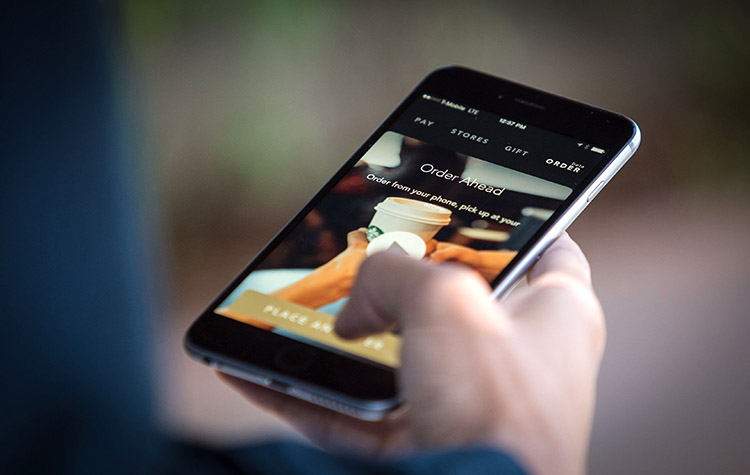 T-Mobile LTE 12:57 PM
PAY STORES GIFT ORDER beta
Order Ahead
Order from your phone, pick up at your
PLACE AN